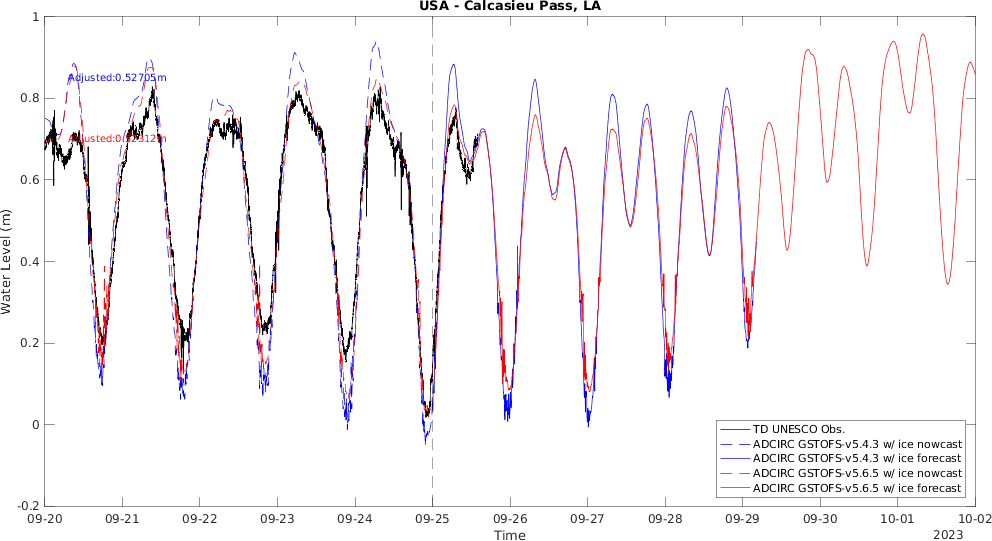 USA - Calcasieu Pass, LA
1
0.8
0.6
0.4
0.2
0
-0.2
Water Level (m)
Adjusted:0.52705m
09-20
09-21
09-22
09-23
09-24
09-25
09-26
09-27
09-28
09-29
09-30
10-01
10-02
Time
2023
TD UNESCO Obs.
ADCIRC GSTOFS-v5.4.3 w/ ice nowcast
ADCIRC GSTOFS-v5.4.3 w/ ice forecast
ADCIRC GSTOFS-v5.6.5 w/ ice nowcast
ADCIRC GSTOFS-v5.6.5 w/ ice forecast